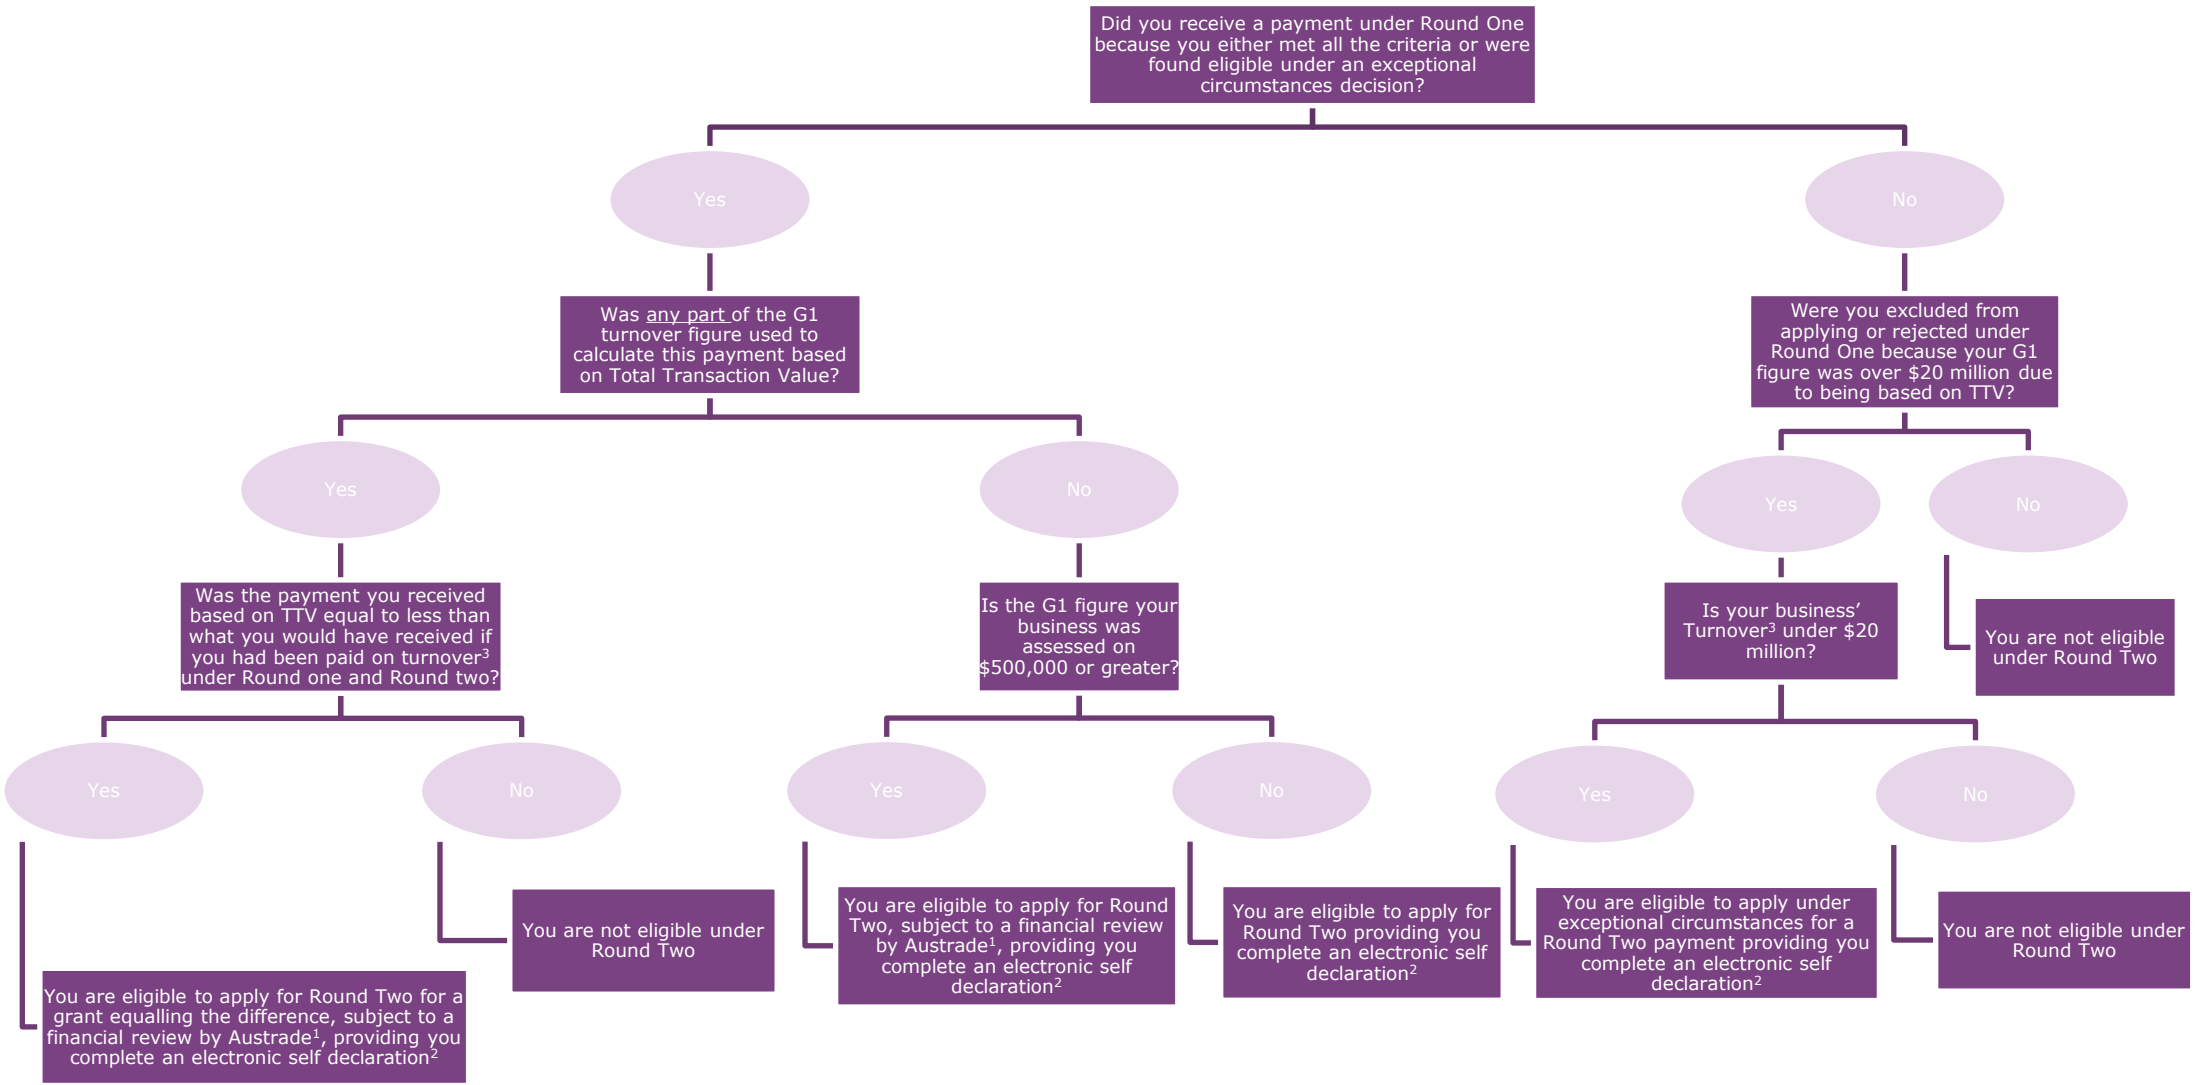 Did you receive a payment under Round One
because you either met all the criteria or were
found eligible under an exceptional
circumstances decision?
Yes
No
Was any part of the G1
turnover figure used to
calculate this payment based
on Total Transaction Value?
Were you excluded from
applying or rejected under
Round One because your G1
figure was over $20 million due
to being based on TTV?
Yes
No
Yes
No
Was the payment you received
based on TTV equal to less than
what you would have received if
you had been paid on turnover³
under Round one and Round two?
Is the G1 figure your
business was
assessed on
$500,000 or greater?
Is your business’
Turnover³ under $20
million?
You are not eligible
under Round Two
Yes
No
Yes
No
Yes
No
You are eligible to apply for Round Two for a
grant equalling the difference, subject to a
financial review by Austrade¹, providing you
complete an electronic self declaration²
You are not eligible under
Round Two
You are eligible to apply for Round
Two, subject to a financial review
by Austrade¹, providing you
complete an electronic self
declaration²
You are eligible to apply for
Round Two providing you
complete an electronic self
declaration²
You are eligible to apply under
exceptional circumstances for a
Round Two payment providing you
complete an electronic self
declaration²
You are not eligible under
Round Two